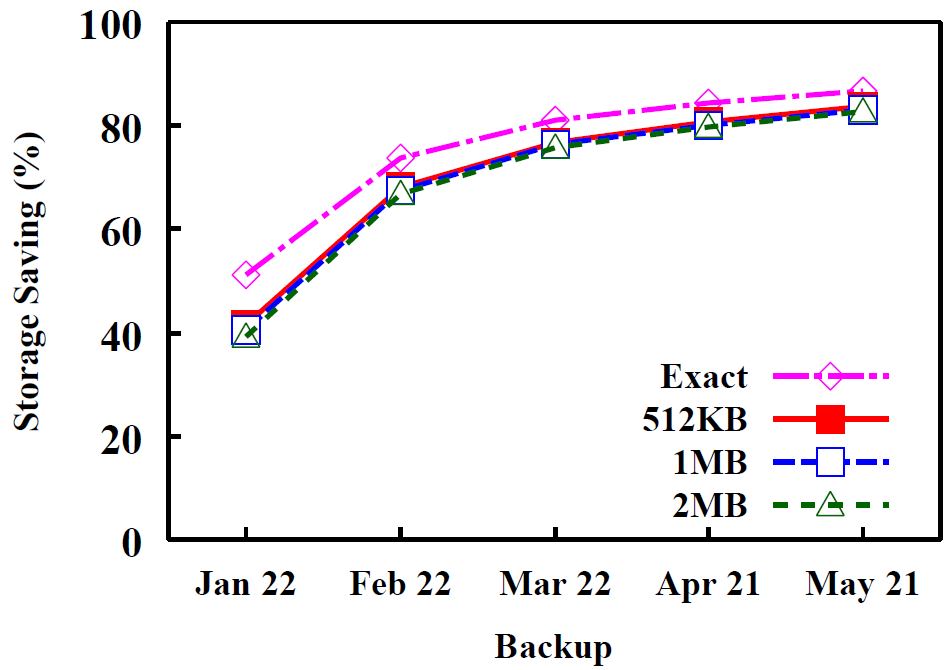 100
80
60
40
20
0
Storage Saving (%)
Exact
512KB
1MB
2MB
Jan 22 Feb 22 Mar 22 Apr 21 May 21
Backup